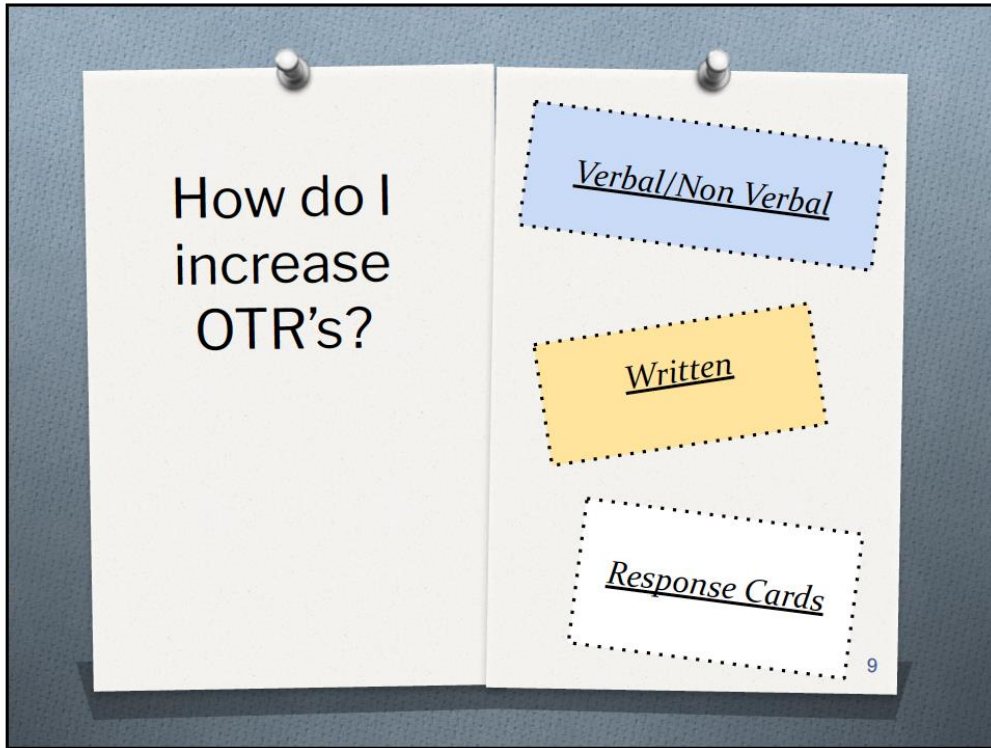 How do I
increase
OTR’s?
Verbal/Non Verbal
Written
Response Cards
9